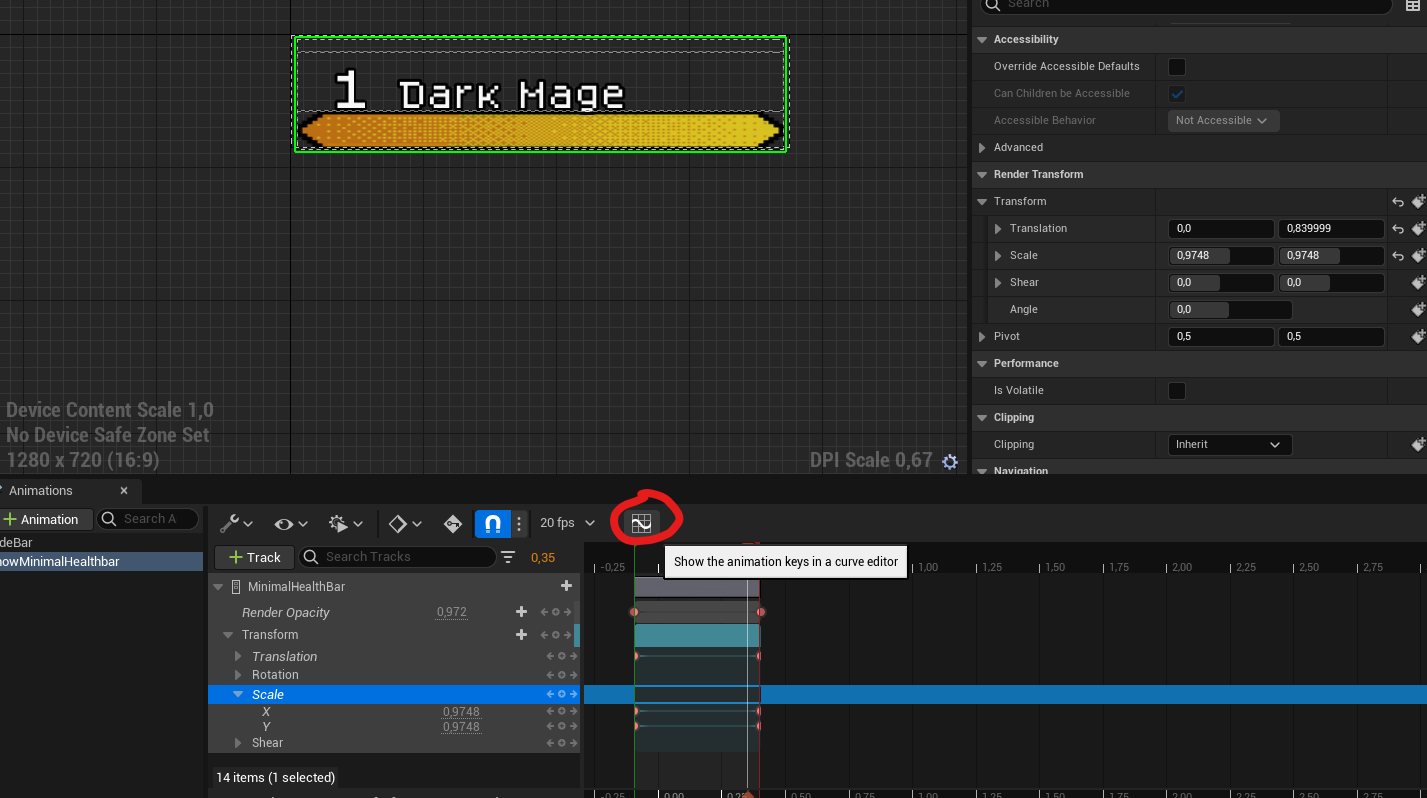 Search
Accessibility
Override Accessible Defaults
Can Children be Accessible
Accessible Behavior Not Accessible
Advanced
Render Transform
Transform
Translation 0,0 0,839999
Scale 0,9748 0,9748
Shear 0,0 0,0
Angle 0,0
Pivot 0,5 0,5
Performance
Is Volatile
Clipping
Clipping Inherit
Navigation
1 Dark Mage
Device Content Scale 1,0
No Device Safe Zone Set
1280 x 720 (16:9)
DPI Scale 0,67
Animations
+ Animation Search A
deBar
owMinimalHealthbar
20 fps
Show the animation keys in a curve editor
+ Track Search Tracks 0,35
-0,25 1,00 1,25 1,50 1,75 2,00 2,25 2,50 2,75
MinimalHealthBar
Render Opacity 0,972
Transform
Translation
Rotation
Scale
X 0,9748
Y 0,9748
Shear
14 items (1 selected)
-0,25 0,00 0,50 0,75 1,00 1,25 1,50 1,75 2,00 2,25 2,50 2,75